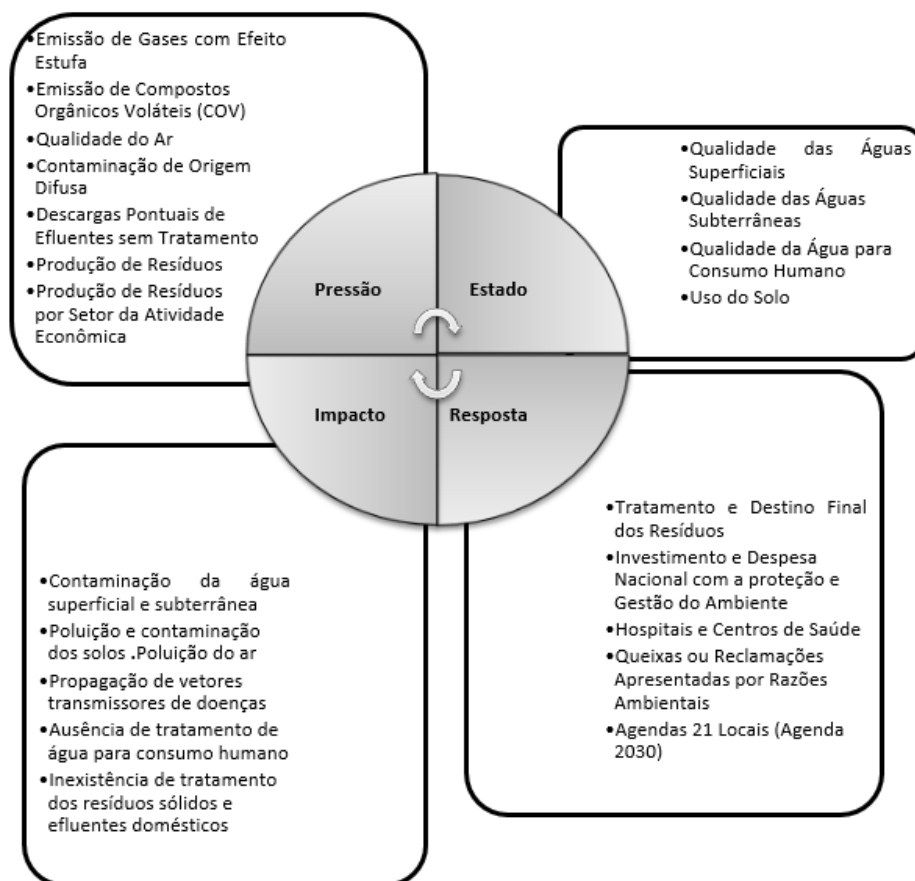 •Emissão de Gases com Efeito
Estufa
•Emissão de Compostos
Orgânicos Voláteis (COV)
•Qualidade do Ar
•Contaminação de Origem
Difusa
•Descargas Pontuais de
Efluentes sem Tratamento
•Produção de Resíduos
•Produção de Resíduos
por Setor da Atividade
Econômica
•Qualidade das Águas
Superficiais
•Qualidade das Águas
Subterrâneas
•Qualidade da Água para
Consumo Humano
•Uso do Solo
Pressão
Estado
Impacto
Resposta
•Contaminação da água
superficial e subterrânea
•Poluição e contaminação
dos solos .Poluição do ar
•Propagação de vetores
transmissores de doenças
•Ausência de tratamento de
água para consumo humano
•Inexistência de tratamento
dos resíduos sólidos e
efluentes domésticos
•Tratamento e Destino Final
dos Resíduos
•Investimento e Despesa
Nacional com a proteção e
Gestão do Ambiente
•Hospitais e Centros de Saúde
•Queixas ou Reclamações
Apresentadas por Razões
Ambientais
•Agendas 21 Locais (Agenda
2030)